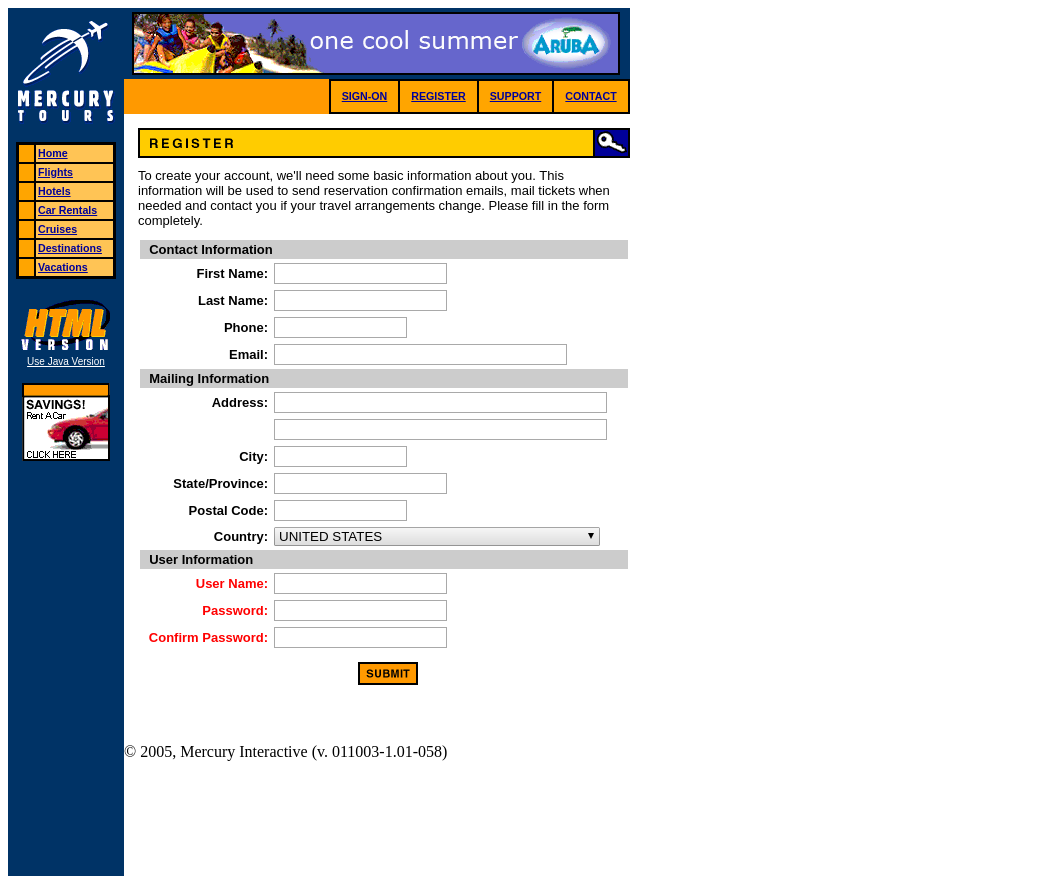 MERCURY
TOURS
one cool summer
ARUBA
SIGN-ON
REGISTER
SUPPORT
CONTACT
Home
Flights
Hotels
Car Rentals
Cruises
Destinations
Vacations
HTML
VERSION
Use Java Version
SAVINGS!
Rent A Car
CLICK HERE
REGISTER
To create your account, we'll need some basic information about you. This
information will be used to send reservation confirmation emails, mail tickets when
needed and contact you if your travel arrangements change. Please fill in the form
completely.
Contact Information
First Name:
Last Name:
Phone:
Email:
Mailing Information
Address:
City:
State/Province:
Postal Code:
Country: UNITED STATES
User Information
User Name:
Password:
Confirm Password:
SUBMIT
© 2005, Mercury Interactive (v. 011003-1.01-058)